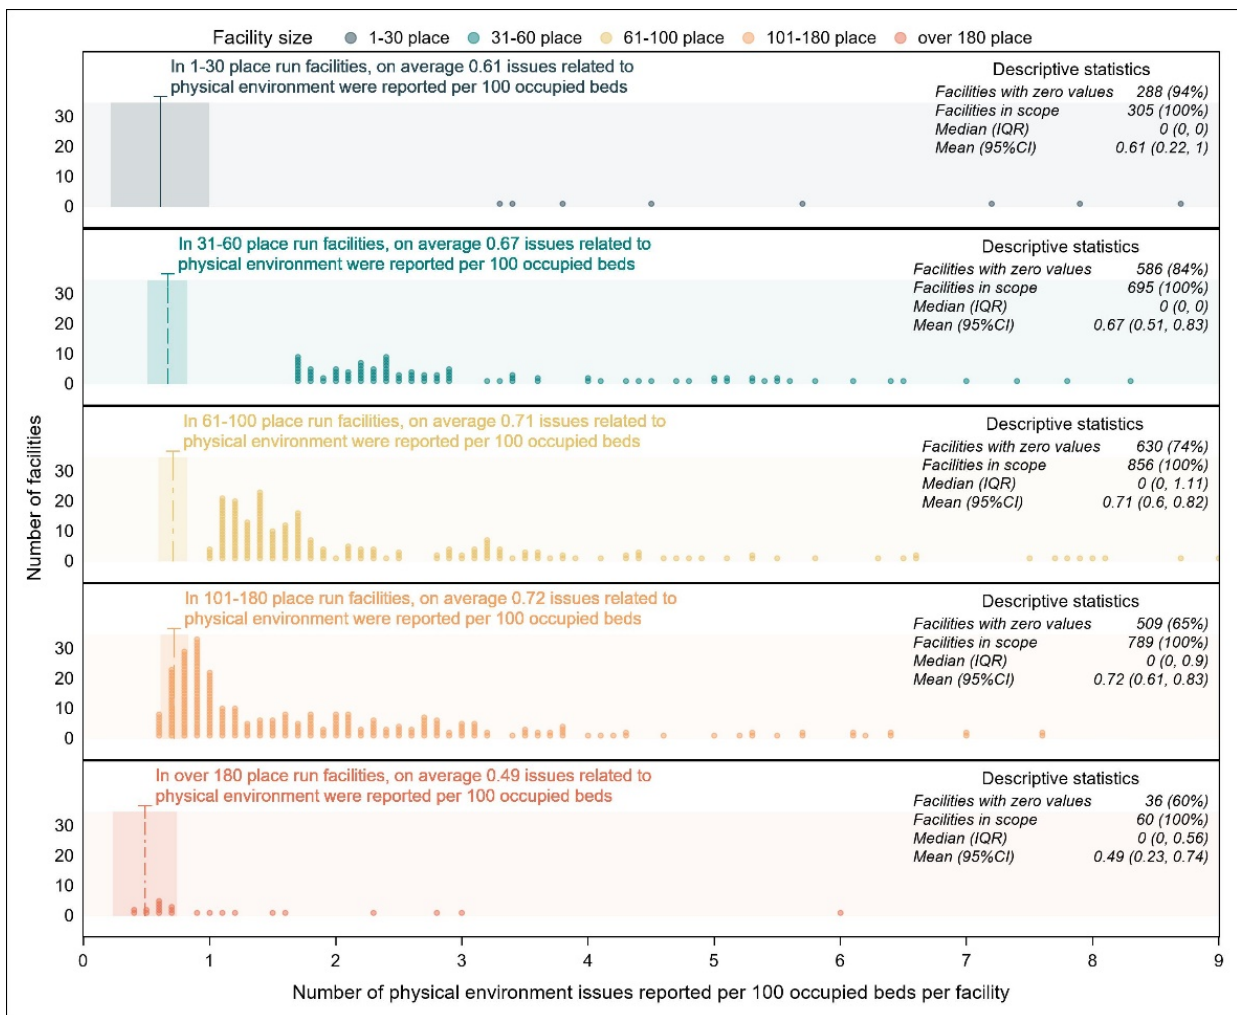 Facility size 1-30 place 31-60 place 61-100 place 101-180 place over 180 place
In 1-30 place run facilities, on average 0.61 issues related to
physical environment were reported per 100 occupied beds
Descriptive statistics
Facilities with zero values 288 (94%)
Facilities in scope 305 (100%)
Median (IQR) 0 (0, 0)
Mean (95%CI) 0.61 (0.22, 1)
30
20
10
0
In 31-60 place run facilities, on average 0.67 issues related to
physical environment were reported per 100 occupied beds
Descriptive statistics
Facilities with zero values 586 (84%)
Facilities in scope 695 (100%)
Median (IQR) 0 (0, 0)
Mean (95%CI) 0.67 (0.51, 0.83)
30
20
10
0
In 61-100 place run facilities, on average 0.71 issues related to
physical environment were reported per 100 occupied beds
Descriptive statistics
Facilities with zero values 630 (74%)
Facilities in scope 856 (100%)
Median (IQR) 0 (0, 1.11)
Mean (95%CI) 0.71 (0.6, 0.82)
30
20
10
0
Number of facilities
In 101-180 place run facilities, on average 0.72 issues related to
physical environment were reported per 100 occupied beds
Descriptive statistics
Facilities with zero values 509 (65%)
Facilities in scope 789 (100%)
Median (IQR) 0 (0, 0.9)
Mean (95%CI) 0.72 (0.61, 0.83)
30
20
10
0
In over 180 place run facilities, on average 0.49 issues related to
physical environment were reported per 100 occupied beds
Descriptive statistics
Facilities with zero values 36 (60%)
Facilities in scope 60 (100%)
Median (IQR) 0 (0, 0.56)
Mean (95%CI) 0.49 (0.23, 0.74)
30
20
10
0
0 1 2 3 4 5 6 7 8 9
Number of physical environment issues reported per 100 occupied beds per facility